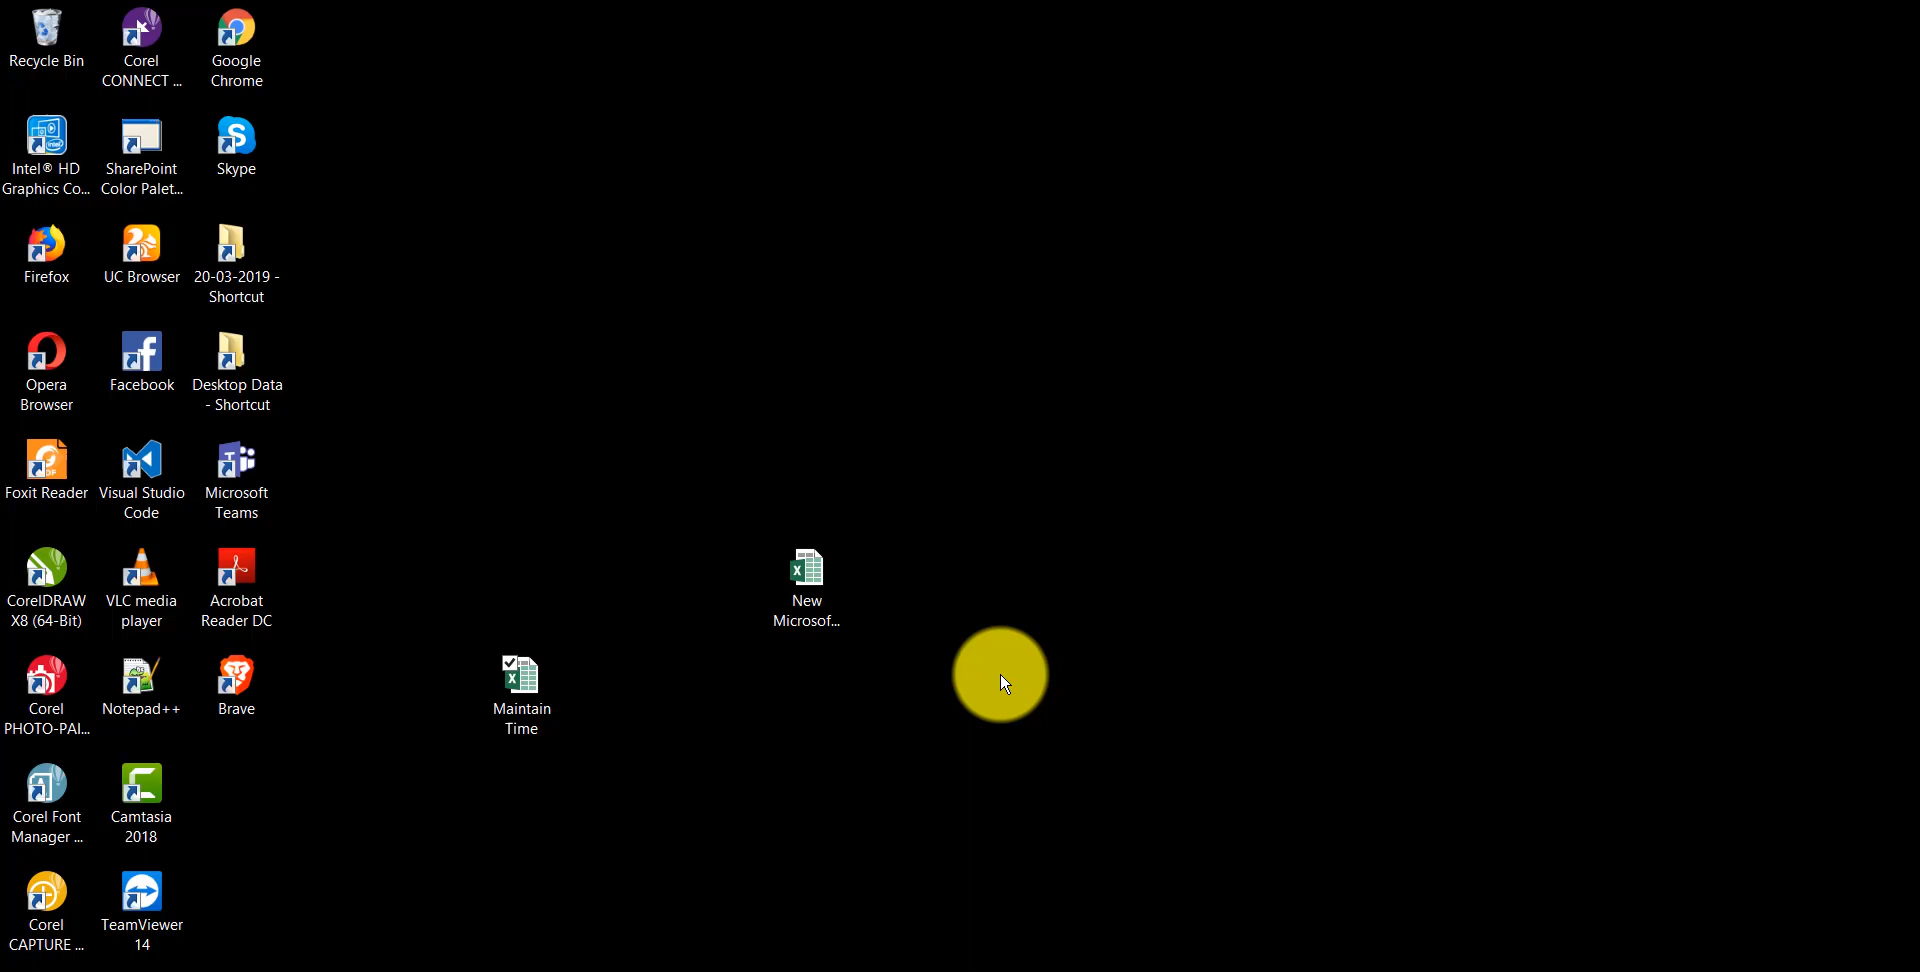 Recycle Bin
Corel
CONNECT ...
Google
Chrome
Intel® HD
Graphics Co...
SharePoint
Color Palet...
Skype
Firefox
UC Browser
20-03-2019 -
Shortcut
Opera
Browser
Facebook
Desktop Data
- Shortcut
Foxit Reader
Visual Studio
Code
Microsoft
Teams
CorelDRAW
X8 (64-Bit)
VLC media
player
Acrobat
Reader DC
New
Microsof...
Corel
PHOTO-PAI...
Notepad++
Brave
Maintain
Time
Corel Font
Manager ...
Camtasia
2018
Corel
CAPTURE ...
TeamViewer
14